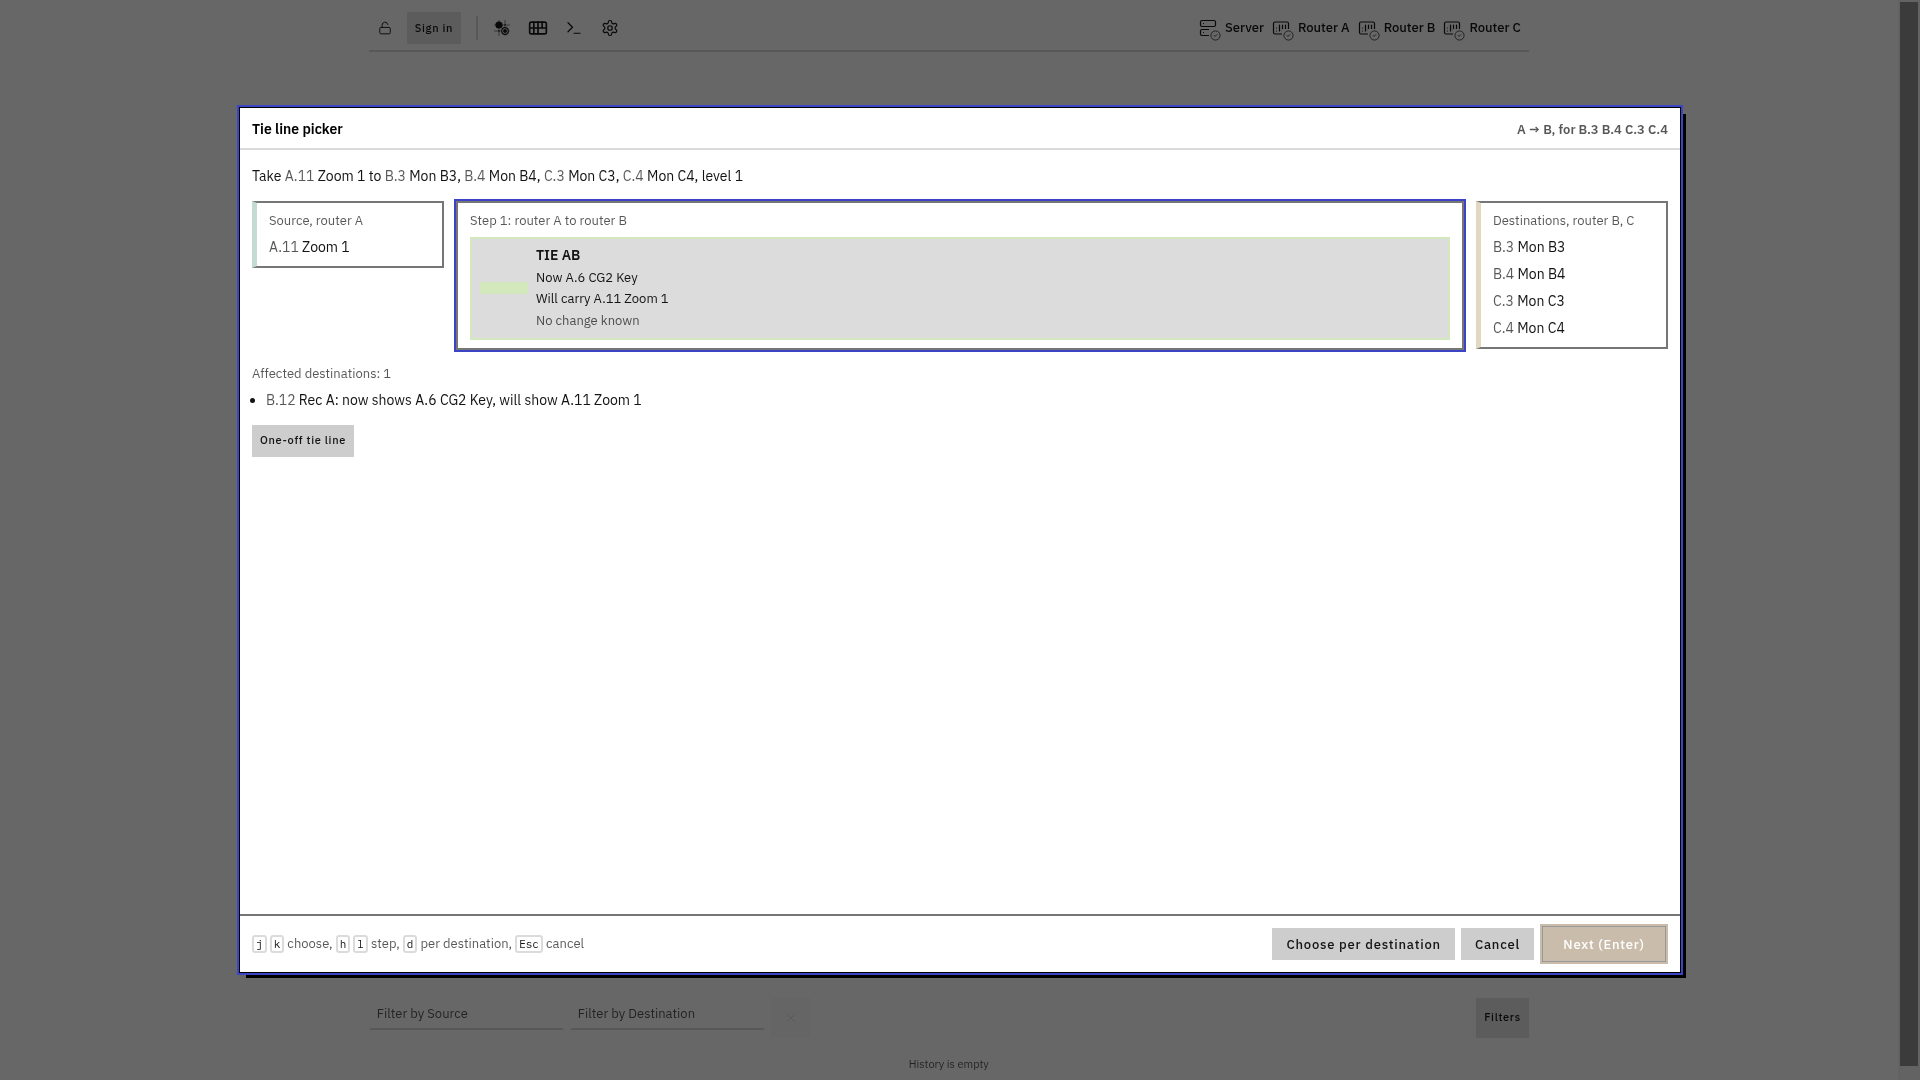 Sign in
Server
Router A
Router B
Router C
Tie line picker
A → B, for B.3 B.4 C.3 C.4
Take A.11 Zoom 1 to B.3 Mon B3, B.4 Mon B4, C.3 Mon C3, C.4 Mon C4, level 1
Source, router A
A.11 Zoom 1
Step 1: router A to router B
TIE AB
Now A.6 CG2 Key
Will carry A.11 Zoom 1
No change known
Destinations, router B, C
B.3 Mon B3
B.4 Mon B4
C.3 Mon C3
C.4 Mon C4
Affected destinations: 1
• B.12 Rec A: now shows A.6 CG2 Key, will show A.11 Zoom 1
One-off tie line
j k choose, h l step, d per destination, Esc cancel
Choose per destination
Cancel
Next (Enter)
Filter by Source
Filter by Destination
Filters
History is empty